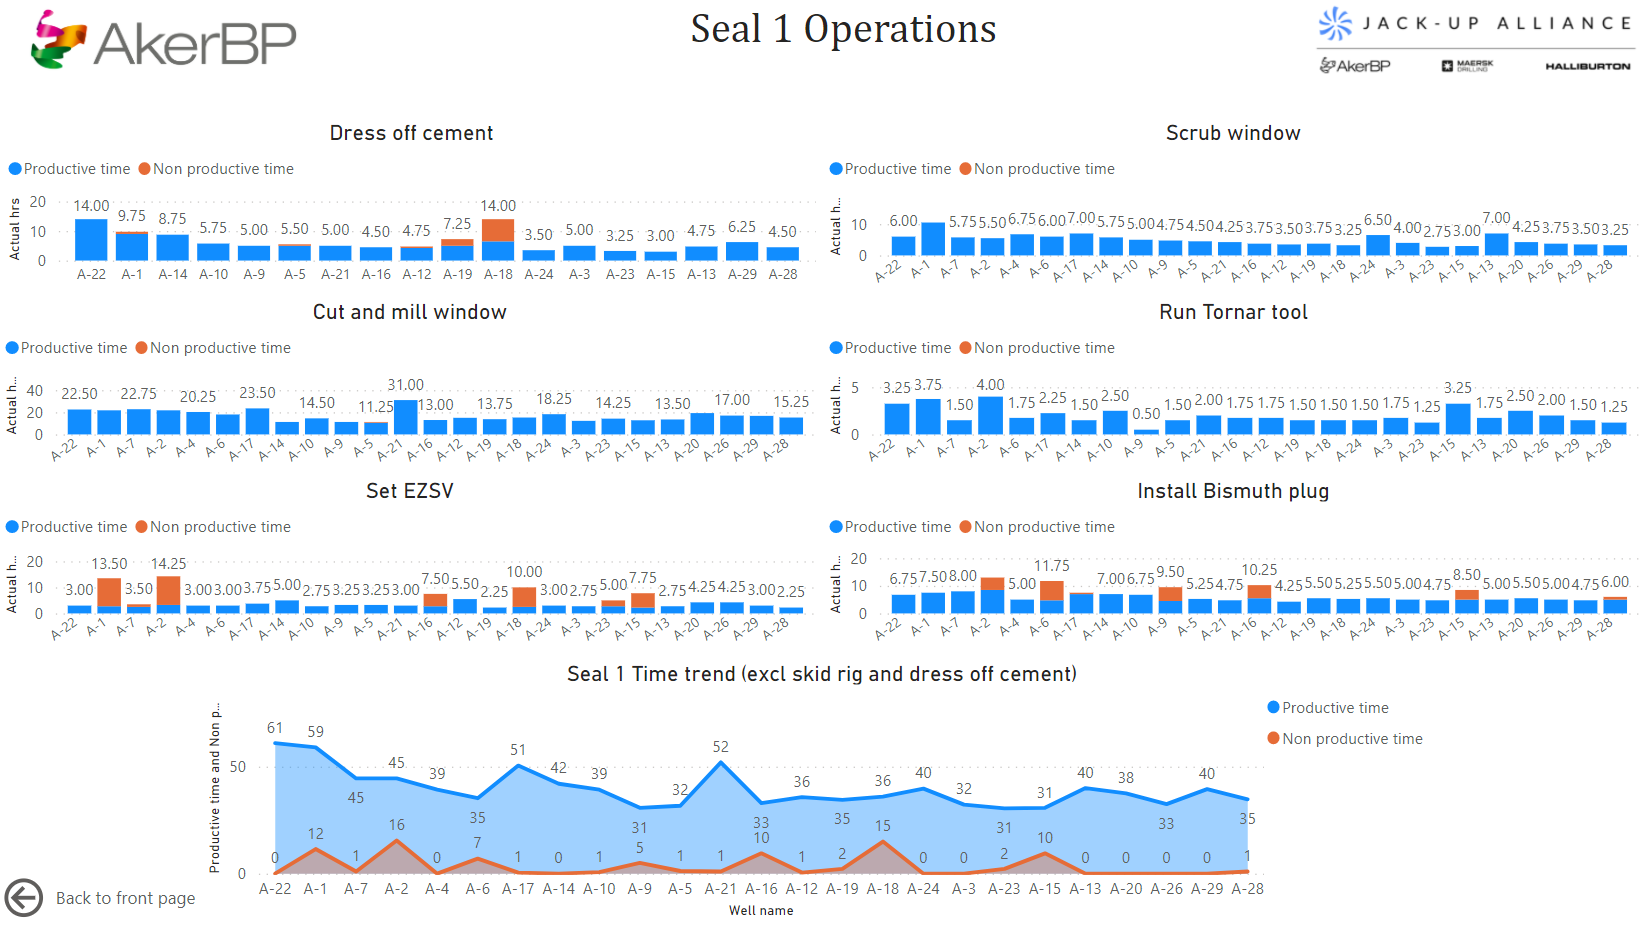 AkerBP
Seal 1 Operations
JACK-UP ALLIANCE
AkerBP
MAERSK
DRILLING
HALLIBURTON
Dress off cement
Productive time
Non productive time
Actual hrs
20
10
0
14.00
9.75
8.75
5.75
5.00
5.50
5.00
4.50
4.75
7.25
14.00
3.50
5.00
3.25
3.00
4.75
6.25
4.50
A-22 A-1 A-14 A-10 A-9 A-5 A-21 A-16 A-12 A-19 A-18 A-24 A-3 A-23 A-15 A-13 A-29 A-28
Scrub window
Productive time
Non productive time
Actual h...
10
0
6.00 5.75 5.50 6.75 6.00 7.00 5.75 5.00 4.75 4.50 4.25 3.75 3.50 3.75 3.25 6.50 4.00 2.75 3.00 7.00 4.25 3.75 3.50 3.25
A-22 A-1 A-7 A-2 A-4 A-6 A-17 A-14 A-10 A-9 A-5 A-21 A-16 A-12 A-19 A-18 A-24 A-3 A-23 A-15 A-13 A-20 A-26 A-29 A-28
Cut and mill window
Productive time
Non productive time
Actual h...
40
20
0
22.50 22.75 20.25 23.50 14.50 11.25 31.00 13.00 13.75 18.25 14.25 13.50 17.00 15.25
A-22 A-1 A-7 A-2 A-4 A-6 A-17 A-14 A-10 A-9 A-5 A-21 A-16 A-12 A-19 A-18 A-24 A-3 A-23 A-15 A-13 A-20 A-26 A-29 A-28
Run Tornar tool
Productive time
Non productive time
Actual h...
5
0
3.25 3.75 1.50 4.00 1.75 2.25 1.50 2.50 0.50 1.50 2.00 1.75 1.75 1.50 1.50 1.50 1.75 1.25 3.25 1.75 2.50 2.00 1.50 1.25
A-22 A-1 A-7 A-2 A-6 A-17 A-14 A-10 A-9 A-5 A-21 A-16 A-12 A-19 A-18 A-24 A-3 A-23 A-15 A-13 A-20 A-26 A-29 A-28
Set EZSV
Productive time
Non productive time
Actual h...
20
10
0
3.00 13.50 3.50 14.25 3.00 3.00 3.75 5.00 2.75 3.25 3.25 3.00 7.50 5.50 2.25 10.00 3.00 2.75 5.00 7.75 2.75 4.25 4.25 3.00 2.25
A-22 A-1 A-7 A-2 A-4 A-6 A-17 A-14 A-10 A-9 A-5 A-21 A-16 A-12 A-19 A-18 A-24 A-3 A-23 A-15 A-13 A-20 A-26 A-29 A-28
Install Bismuth plug
Productive time
Non productive time
Actual h...
20
10
0
6.75 7.50 8.00 5.00 11.75 7.00 6.75 9.50 5.25 4.75 10.25 4.25 5.50 5.25 5.50 5.00 4.75 8.50 5.00 5.50 5.00 4.75 6.00
A-22 A-1 A-7 A-2 A-4 A-6 A-17 A-14 A-10 A-9 A-5 A-21 A-16 A-12 A-19 A-18 A-24 A-3 A-23 A-15 A-13 A-20 A-26 A-29 A-28
Seal 1 Time trend (excl skid rig and dress off cement)
Productive time
Non productive time
Productive time and Non p...
50
0
61 59 45 45 39 35 51 42 39 31 32 52 33 36 35 36 40 32 31 31 40 38 33 40 35
0 12 1 16 0 7 1 0 1 5 1 1 10 1 2 15 0 0 2 10 0 0 0 0 1
A-22 A-1 A-7 A-2 A-4 A-6 A-17 A-14 A-10 A-9 A-5 A-21 A-16 A-12 A-19 A-18 A-24 A-3 A-23 A-15 A-13 A-20 A-26 A-29 A-28
Well name
Back to front page